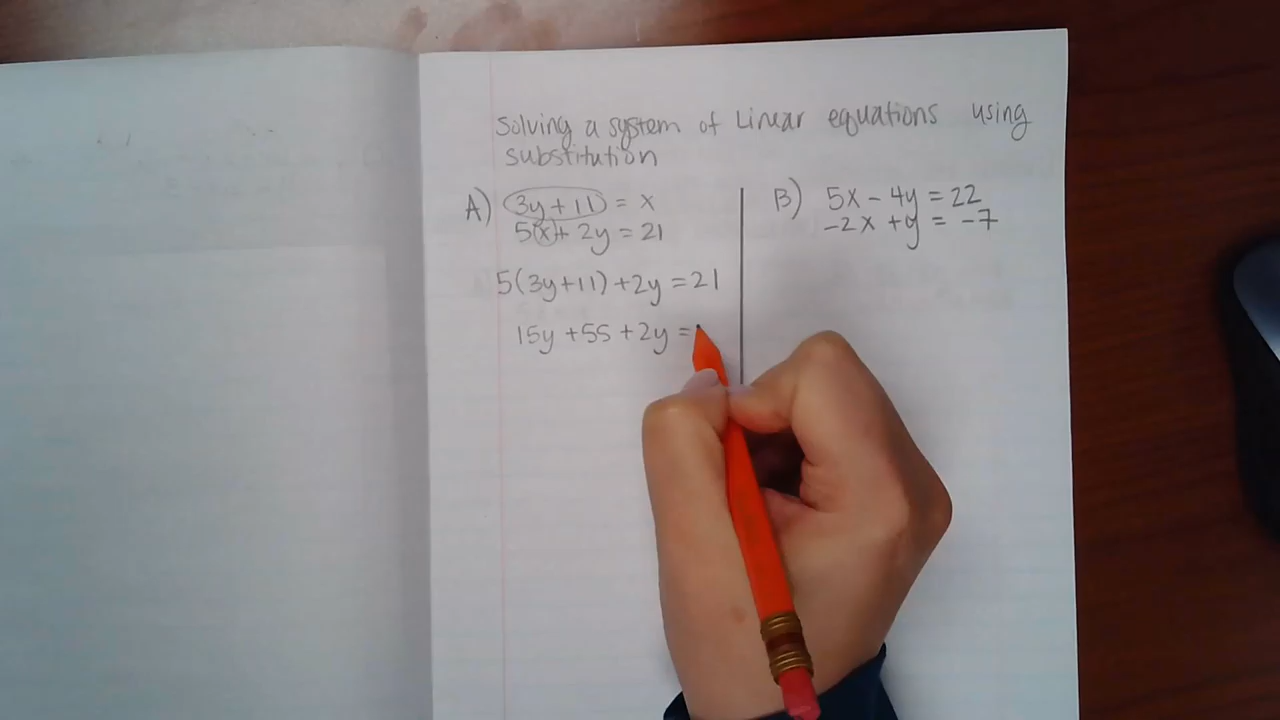 Solving a system of Linear equations using
substitution
A) 3y + 11 = x
5(x) + 2y = 21
5(3y+11) + 2y = 21
15y + 55 + 2y =
B) 5x - 4y = 22
-2x + y = -7